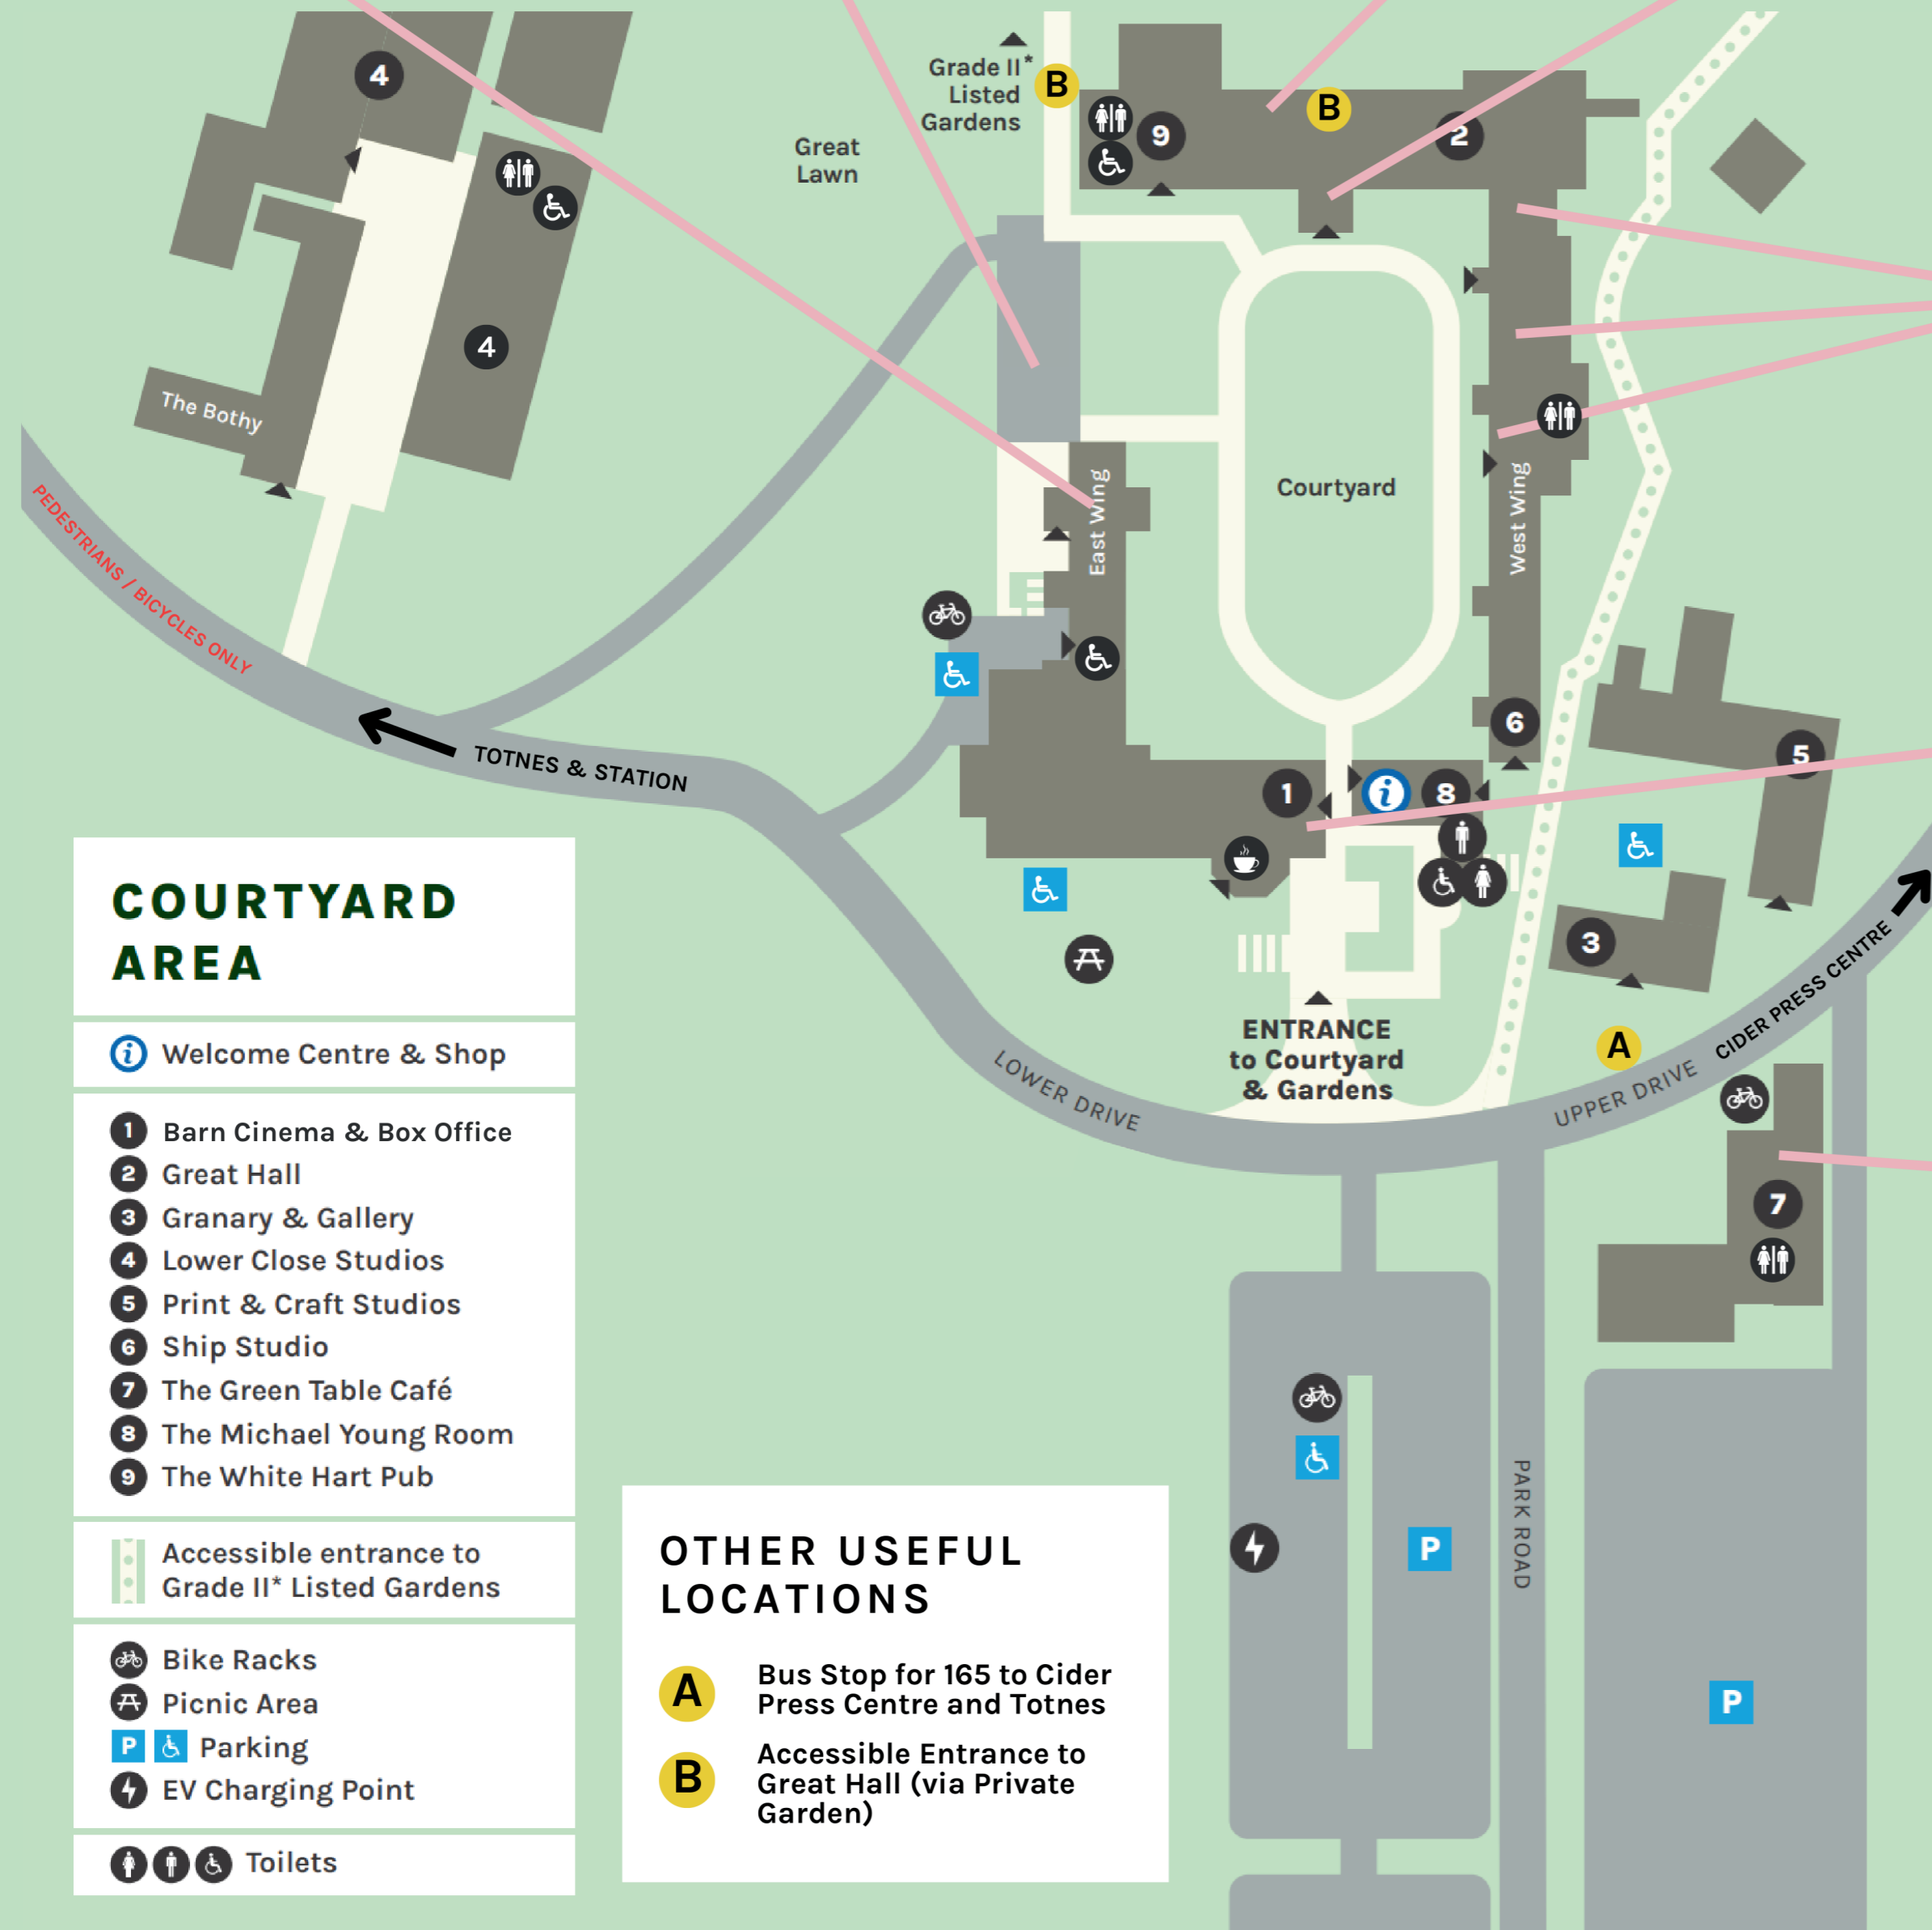 4
Grade II*
Listed
Gardens
B
B
9
2
Great
Lawn
4
The Bothy
Courtyard
East Wing
West Wing
PEDESTRIANS / BICYCLES ONLY
TOTNES & STATION
6
5
1
i
8
3
ENTRANCE
to Courtyard
& Gardens
A
LOWER DRIVE
UPPER DRIVE
CIDER PRESS CENTRE
7
PARK ROAD
P
P
COURTYARD
AREA
i Welcome Centre & Shop
1 Barn Cinema & Box Office
2 Great Hall
3 Granary & Gallery
4 Lower Close Studios
5 Print & Craft Studios
6 Ship Studio
7 The Green Table Café
8 The Michael Young Room
9 The White Hart Pub
Accessible entrance to
Grade II* Listed Gardens
Bike Racks
Picnic Area
P Parking
EV Charging Point
Toilets
OTHER USEFUL
LOCATIONS
A Bus Stop for 165 to Cider
Press Centre and Totnes
B Accessible Entrance to
Great Hall (via Private
Garden)